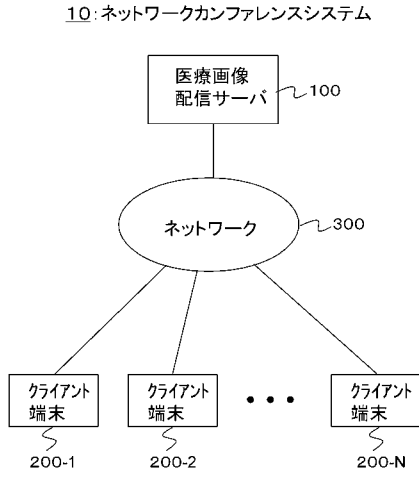 10:ネットワークカンファレンスシステム
医療画像
配信サーバ
100
ネットワーク
300
クライアント
端末
クライアント
端末
• • •
クライアント
端末
200-1
200-2
200-N